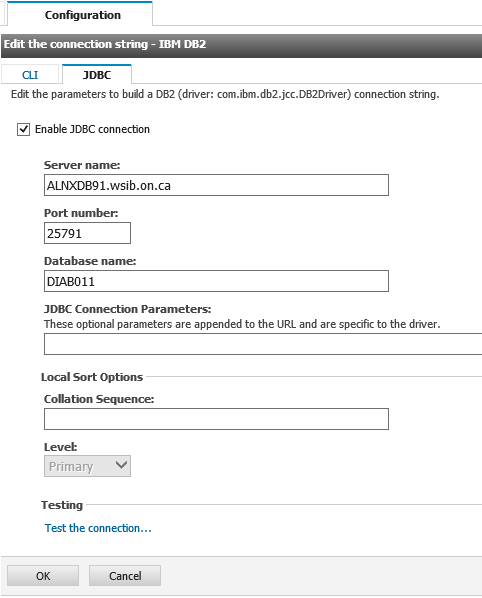 Configuration
Edit the connection string - IBM DB2
CLI
JDBC
Edit the parameters to build a DB2 (driver: com.ibm.db2.jcc.DB2Driver) connection string.
Enable JDBC connection
Server name:
ALNXDB91.wsib.on.ca
Port number:
25791
Database name:
DIAB011
JDBC Connection Parameters:
These optional parameters are appended to the URL and are specific to the driver.
Local Sort Options
Collation Sequence:
Level:
Primary
Testing
Test the connection...
OK
Cancel